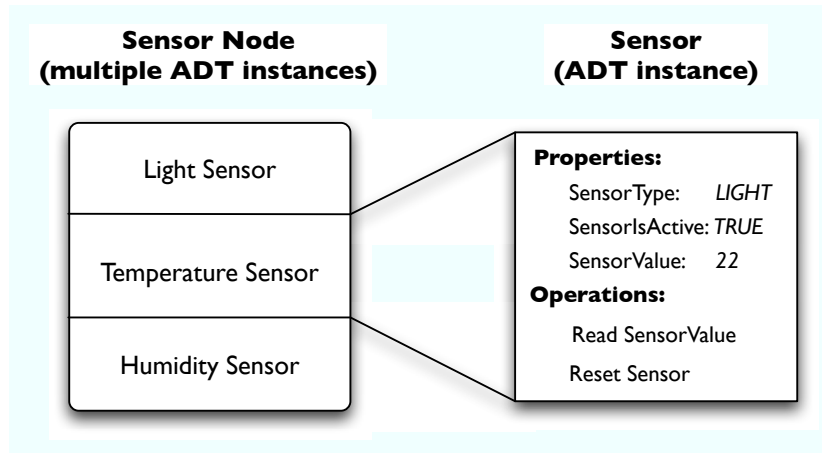 Sensor Node
(multiple ADT instances)
Light Sensor
Temperature Sensor
Humidity Sensor
Sensor
(ADT instance)
Properties:
SensorType: LIGHT
SensorIsActive: TRUE
SensorValue: 22
Operations:
Read SensorValue
Reset Sensor